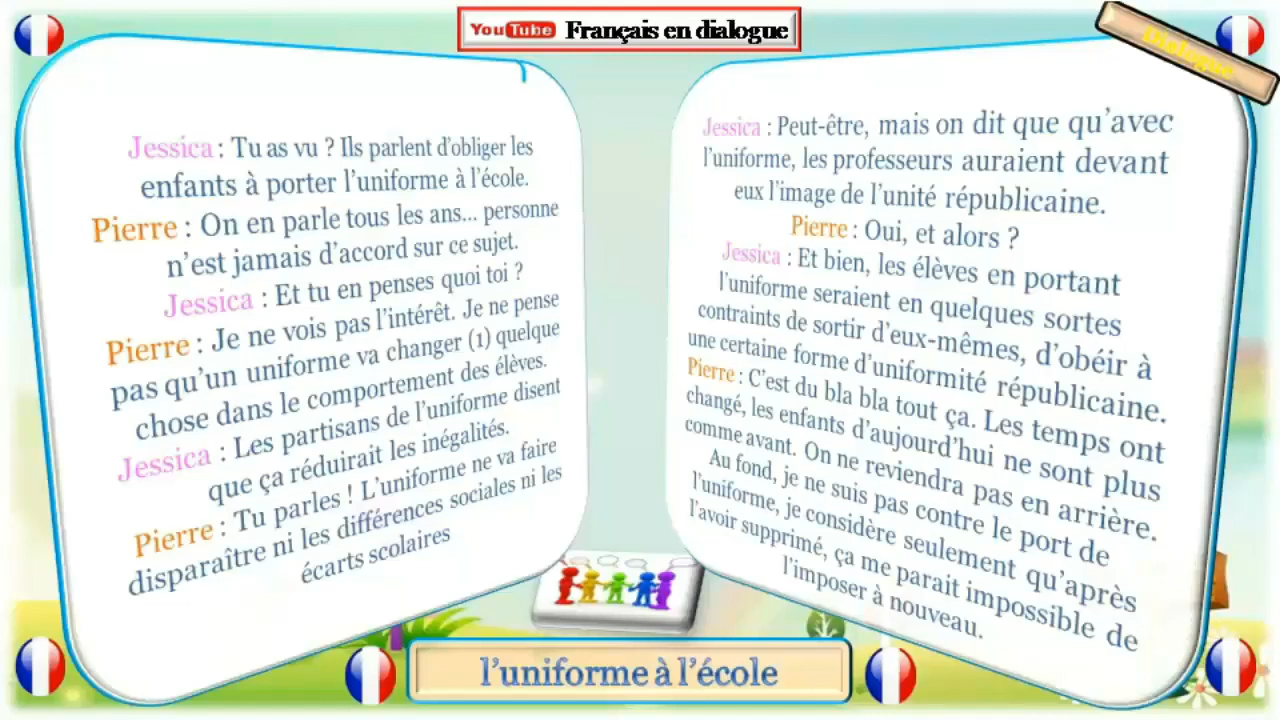 YouTube Français en dialogue
Dialogue
Jessica : Tu as vu ? Ils parlent d'obliger les
enfants à porter l'uniforme à l'école.
Pierre : On en parle tous les ans... personne
n'est jamais d'accord sur ce sujet.
Jessica : Et tu en penses quoi toi ?
Pierre : Je ne vois pas l'intérêt. Je ne pense
pas qu'un uniforme va changer (1) quelque
chose dans le comportement des élèves.
Jessica : Les partisans de l'uniforme disent
que ça réduirait les inégalités.
Pierre : Tu parles ! L'uniforme ne va faire
disparaître ni les différences sociales ni les
écarts scolaires
Jessica : Peut-être, mais on dit que qu'avec
l'uniforme, les professeurs auraient devant
eux l'image de l'unité républicaine.
Pierre : Oui, et alors ?
Jessica : Et bien, les élèves en portant
l'uniforme seraient en quelques sortes
contraints de sortir d'eux-mêmes, d'obéir à
une certaine forme d'uniformité républicaine.
Pierre : C'est du bla bla tout ça. Les temps ont
changé, les enfants d'aujourd'hui ne sont plus
comme avant. On ne reviendra pas en arrière.
Au fond, je ne suis pas contre le port de
l'uniforme, je considère seulement qu'après
l'avoir supprimé, ça me parait impossible de
l'imposer à nouveau.
l'uniforme à l'école